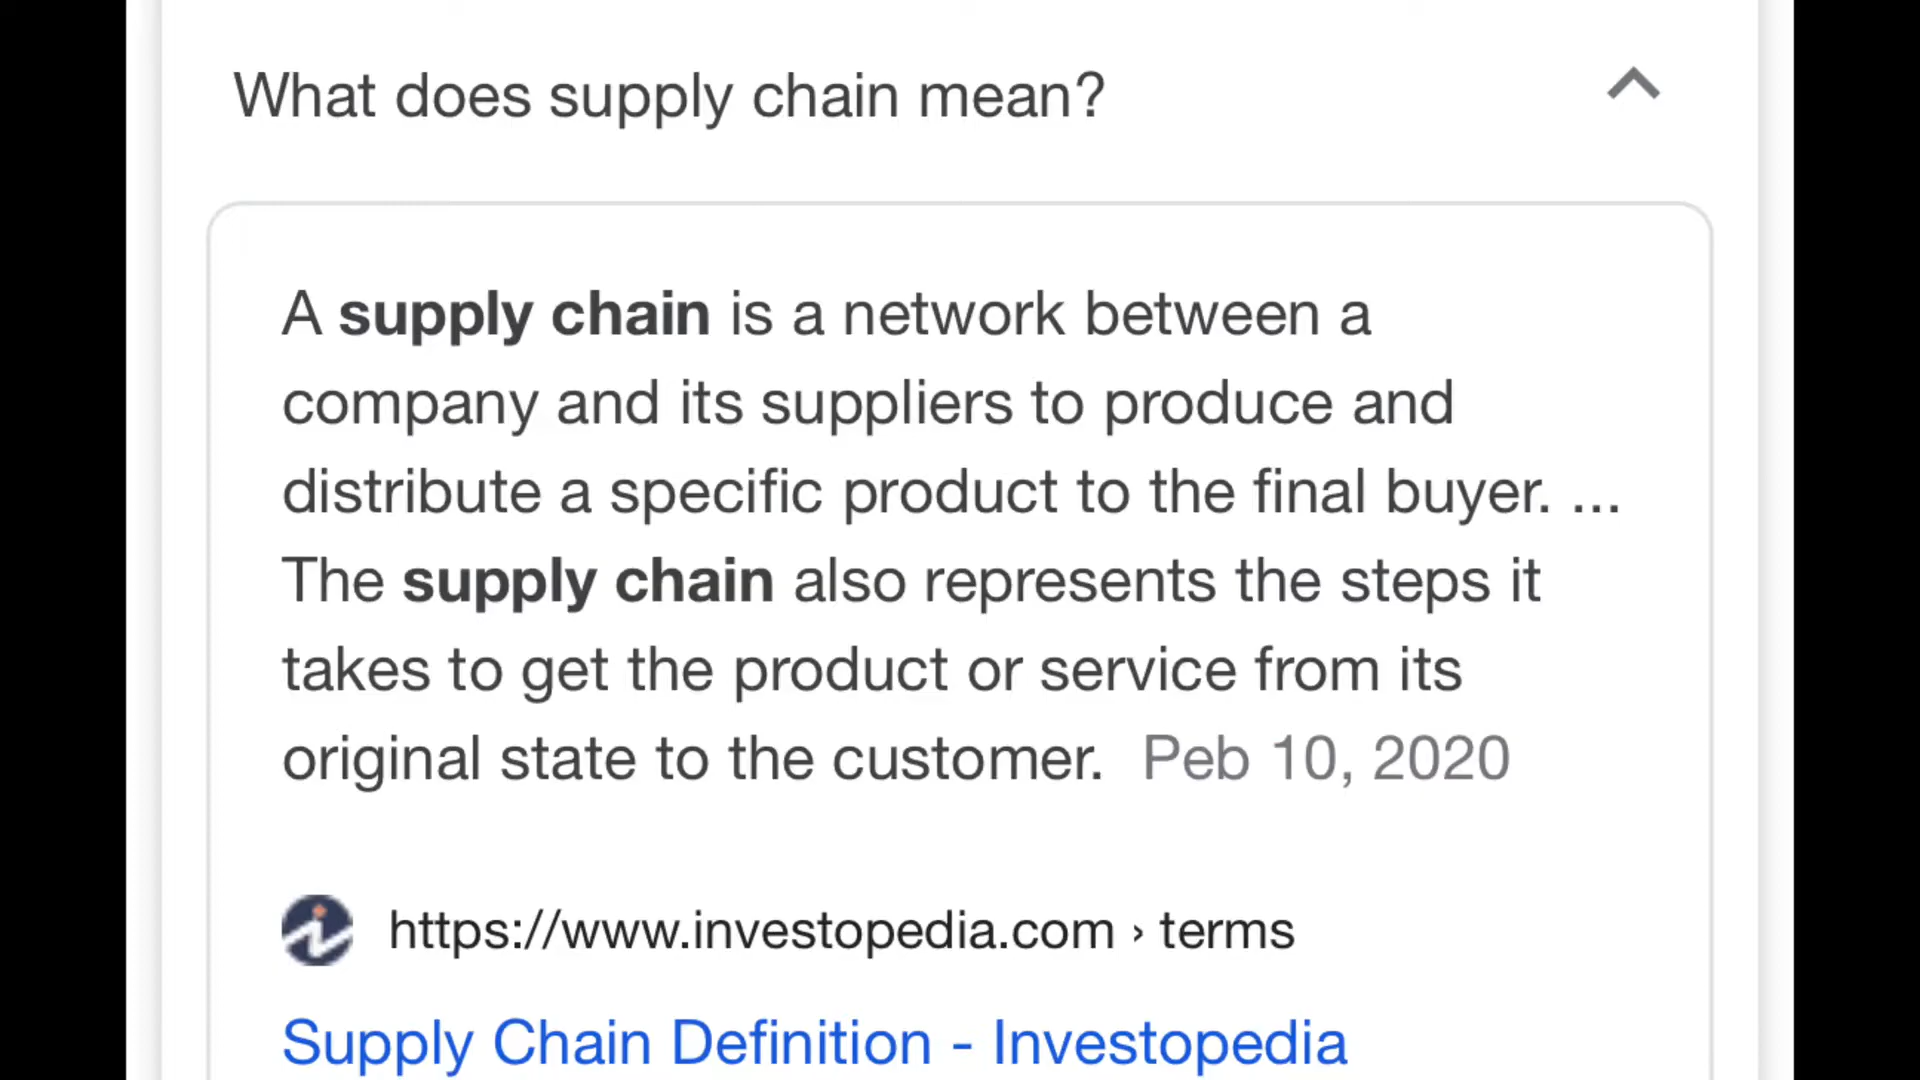 What does supply chain mean?
A supply chain is a network between a
company and its suppliers to produce and
distribute a specific product to the final buyer. ...
The supply chain also represents the steps it
takes to get the product or service from its
original state to the customer. Peb 10, 2020
https://www.investopedia.com › terms
Supply Chain Definition - Investopedia